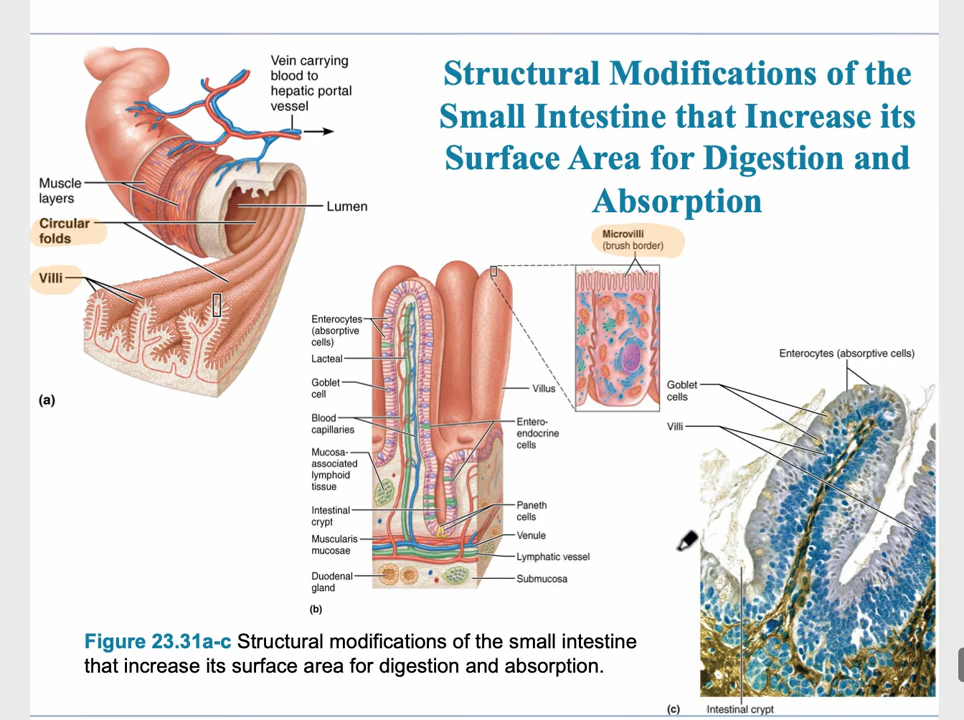 Structural Modifications of the
Small Intestine that Increase its
Surface Area for Digestion and
Absorption
Vein carrying
blood to
hepatic portal
vessel
Muscle
layers
Lumen
Circular
folds
Villi
(a)
Microvilli
(brush border)
Enterocytes
(absorptive
cells)
Lacteal
Goblet
cell
Blood
capillaries
Mucosa-
associated
lymphoid
tissue
Intestinal
crypt
Muscularis
mucosae
Duodenal
gland
(b)
Villus
Entero-
endocrine
cells
Paneth
cells
Venule
Lymphatic vessel
Submucosa
Enterocytes (absorptive cells)
Goblet
cells
Villi
(c)
Intestinal crypt
Figure 23.31a-c Structural modifications of the small intestine
that increase its surface area for digestion and absorption.